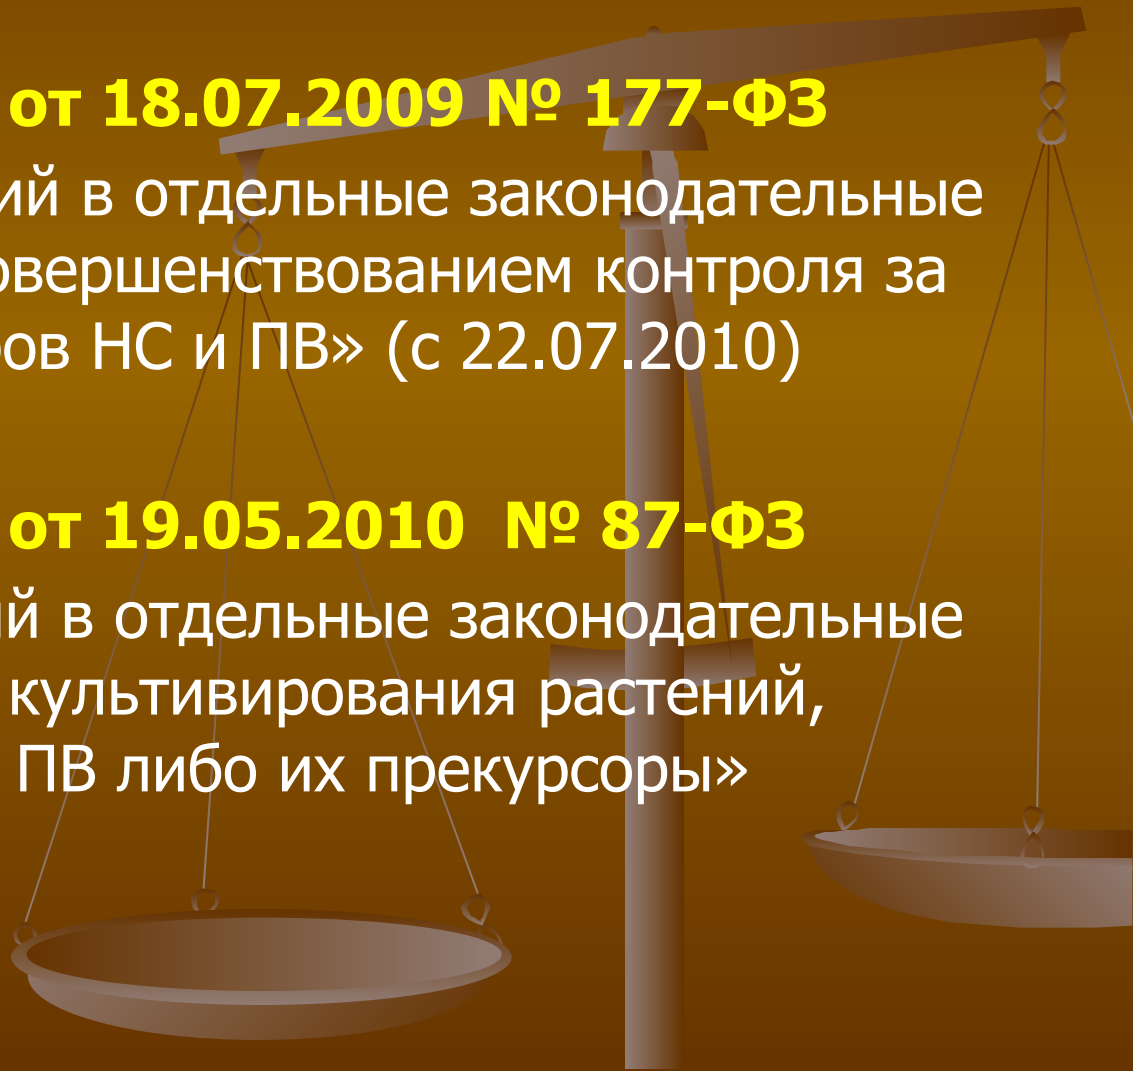 от 18.07.2009 № 177-ФЗ
ий в отдельные законодательные
овершенствованием контроля за
ров НС и ПВ» (с 22.07.2010)
от 19.05.2010 № 87-ФЗ
ий в отдельные законодательные
культивирования растений,
ПВ либо их прекурсоры»